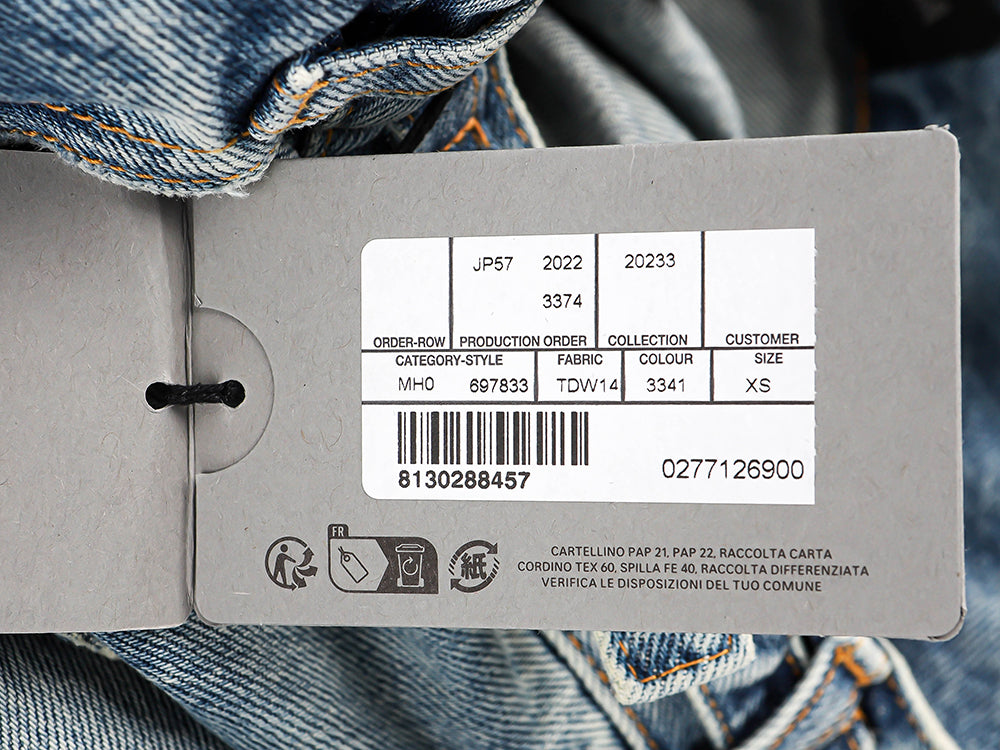 JP57 2022 20233
3374
ORDER-ROW PRODUCTION ORDER COLLECTION CUSTOMER
CATEGORY-STYLE FABRIC COLOUR SIZE
MH0 697833 TDW14 3341 XS
8130288457
0277126900
FR
紙
CARTELLINO PAP 21, PAP 22, RACCOLTA CARTA
CORDINO TEX 60, SPILLA FE 40, RACCOLTA DIFFERENZIATA
VERIFICA LE DISPOSIZIONI DEL TUO COMUNE